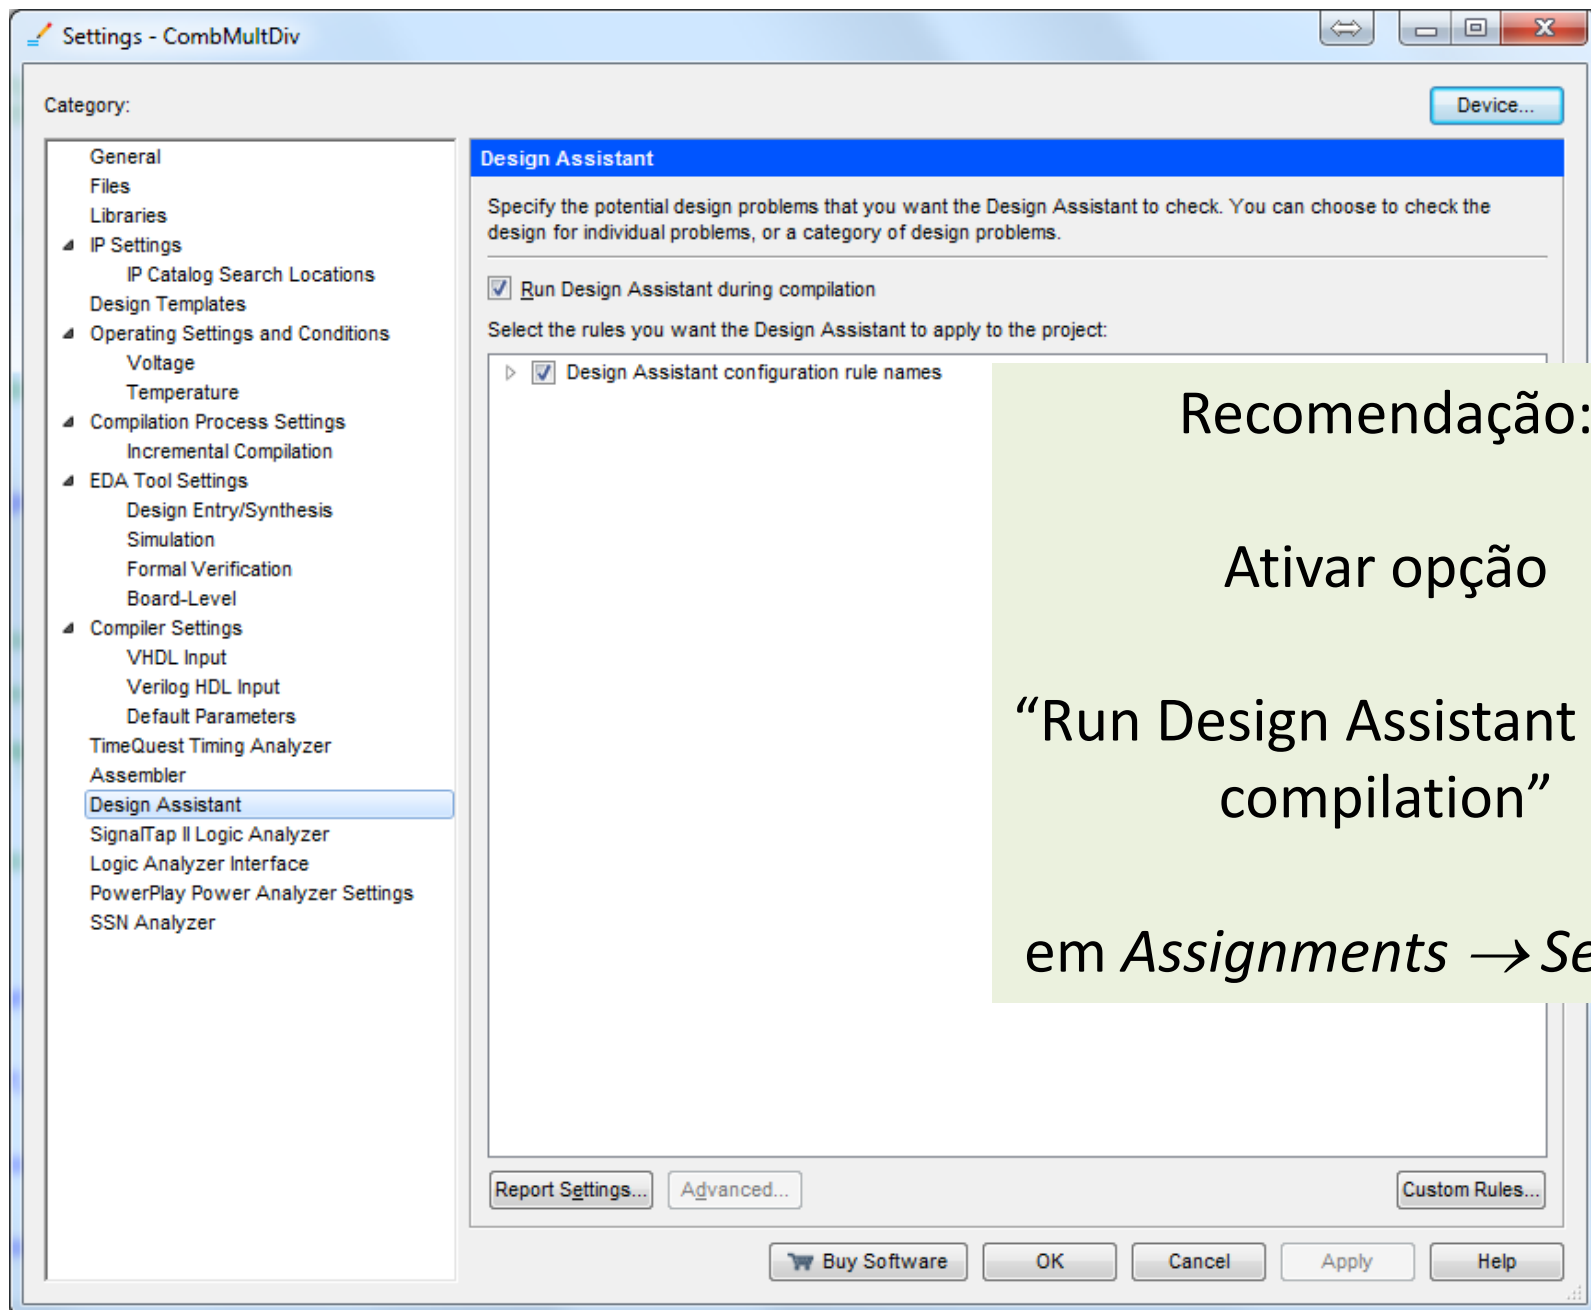 Settings - CombMultDiv
Category:
Device...
General
Files
Libraries
IP Settings
IP Catalog Search Locations
Design Templates
Operating Settings and Conditions
Voltage
Temperature
Compilation Process Settings
Incremental Compilation
EDA Tool Settings
Design Entry/Synthesis
Simulation
Formal Verification
Board-Level
Compiler Settings
VHDL Input
Verilog HDL Input
Default Parameters
TimeQuest Timing Analyzer
Assembler
Design Assistant
SignalTap II Logic Analyzer
Logic Analyzer Interface
PowerPlay Power Analyzer Settings
SSN Analyzer
Design Assistant
Specify the potential design problems that you want the Design Assistant to check. You can choose to check the
design for individual problems, or a category of design problems.
Run Design Assistant during compilation
Select the rules you want the Design Assistant to apply to the project:
Design Assistant configuration rule names
Recomendação:
Ativar opção
“Run Design Assistant
compilation”
em Assignments →
Report Settings...
Advanced...
Custom Rules...
Buy Software
OK
Cancel
Apply
Help